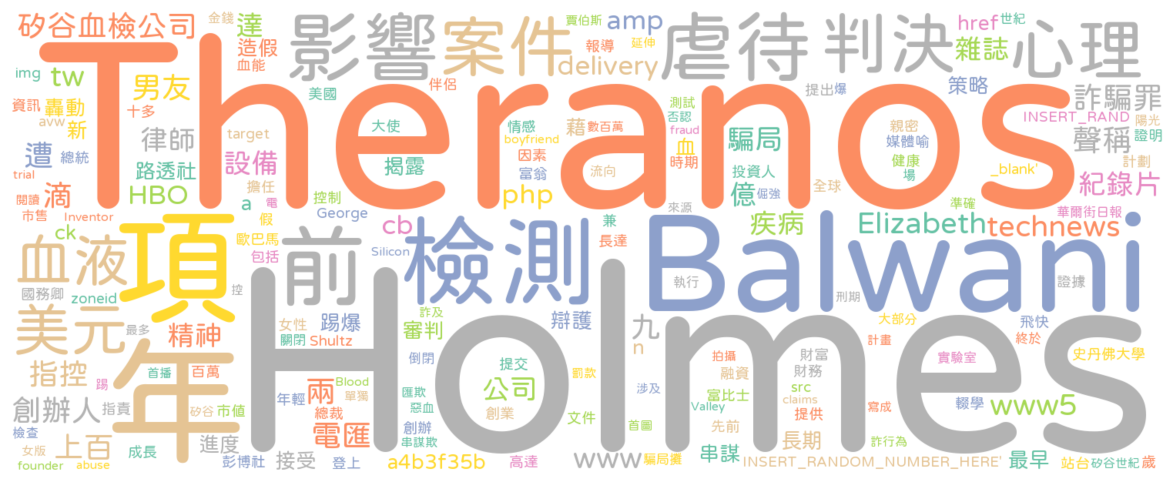 矽谷血檢公司 金錢 達 影響 案件 賈伯斯 amp 虐待 判決 href 世紀 心理
造假 血能 報導 延伸 delivery 雜誌
img tw 男友 美國 伴侶 提出 爆 策略 詐騙罪
資訊 轟動 十多 Theranos 測試 否認 INSERT_RAND 陽光
avw 新 律師 target 大使 情感 藉 數百萬 騙局 親密 聲稱 證明
遭 總統 路透社 設備 揭露 boyfriend 因素 血 fraud 時期 媒體喻 計劃
trial 滴 HBO 擔任 控制 富翁 流向 投資人 健康 _blank' 紀錄片
閱讀 市售 Inventor a 電 假 George php 億 倔強 場 全球 準確 華爾街日報
ck 項 歐巴馬 cb 兼 來源 疾病 Elizabeth technews
血液 前 包括 Silicon 檢測 長達 Balwani
國務卿 zoneid 控 執行 刑期 證據
美元 最多 精神 女性 踢爆 詐及 辯護 九 大部分 飛快
年 關閉 Shultz 審判 Holmes n 拍攝 財富 計畫 終於 史丹佛大學
指控 踢 首播 百萬 倒閉 提交 罰款 融資 財務 實驗室
創辦人 指責 矽谷 市值 年輕 兩 Blood 單獨 匯欺 公司 涉及 富比士 src 輟學 www5
檢查 總裁 惡血 創業 文件 首圖 Valley claims 提供 寫成
女版 上百 成長 進度 電匯 創辦 串謀欺 先前 長期 詐行為
founder abuse 彭博社 接受 登上 a4b3f35b 高達 www 騙局儂 串謀 INSERT_RANDOM_NUMBER_HERE' 最早 站台 矽谷世紀 歲